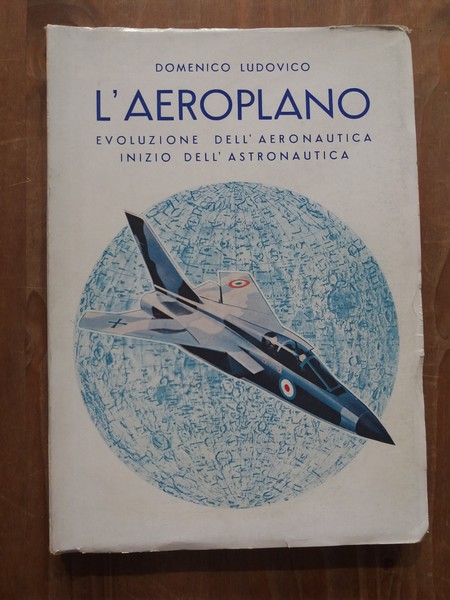 DOMENICO LUDOVICO
L'AEROPLANO
EVOLUZIONE DELL'AERONAUTICA
INIZIO DELL'ASTRONAUTICA